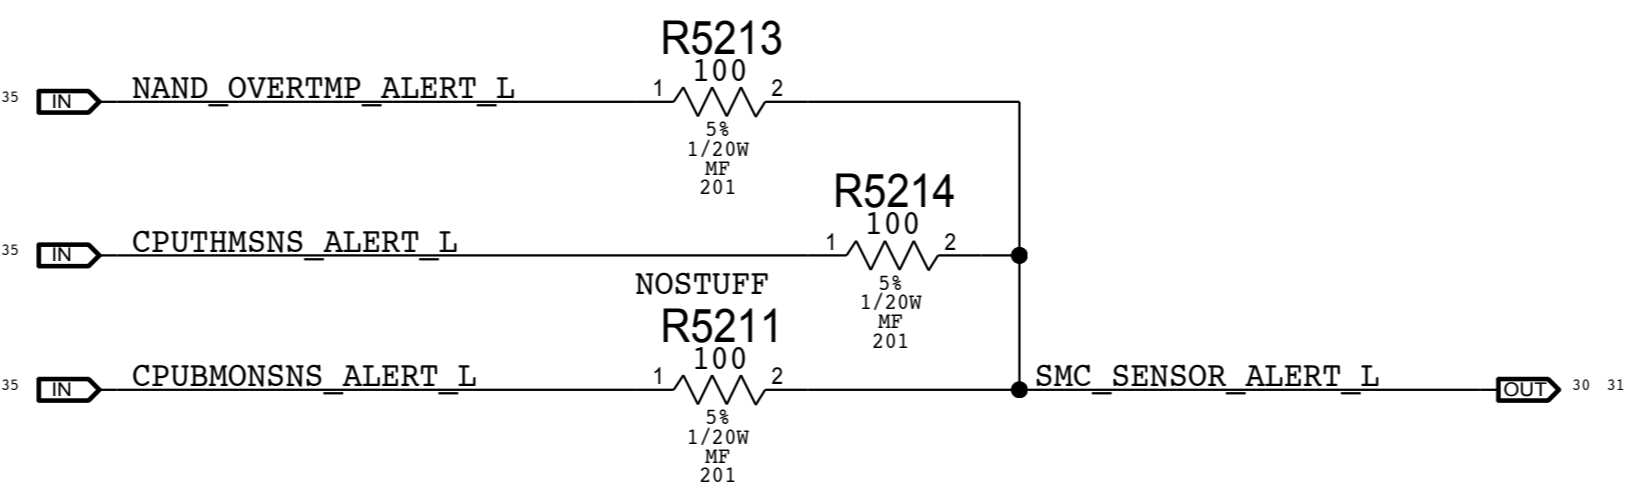 R5213
100
35 IN NAND_OVERTMP_ALERT_L 1 2
5%
1/20W
MF
201
R5214
100
35 IN CPUTHMSNS_ALERT_L 1 2
5%
1/20W
MF
201
NOSTUFF
R5211
100
35 IN CPUBMONSNS_ALERT_L 1 2 SMC_SENSOR_ALERT_L OUT 30 31
5%
1/20W
MF
201